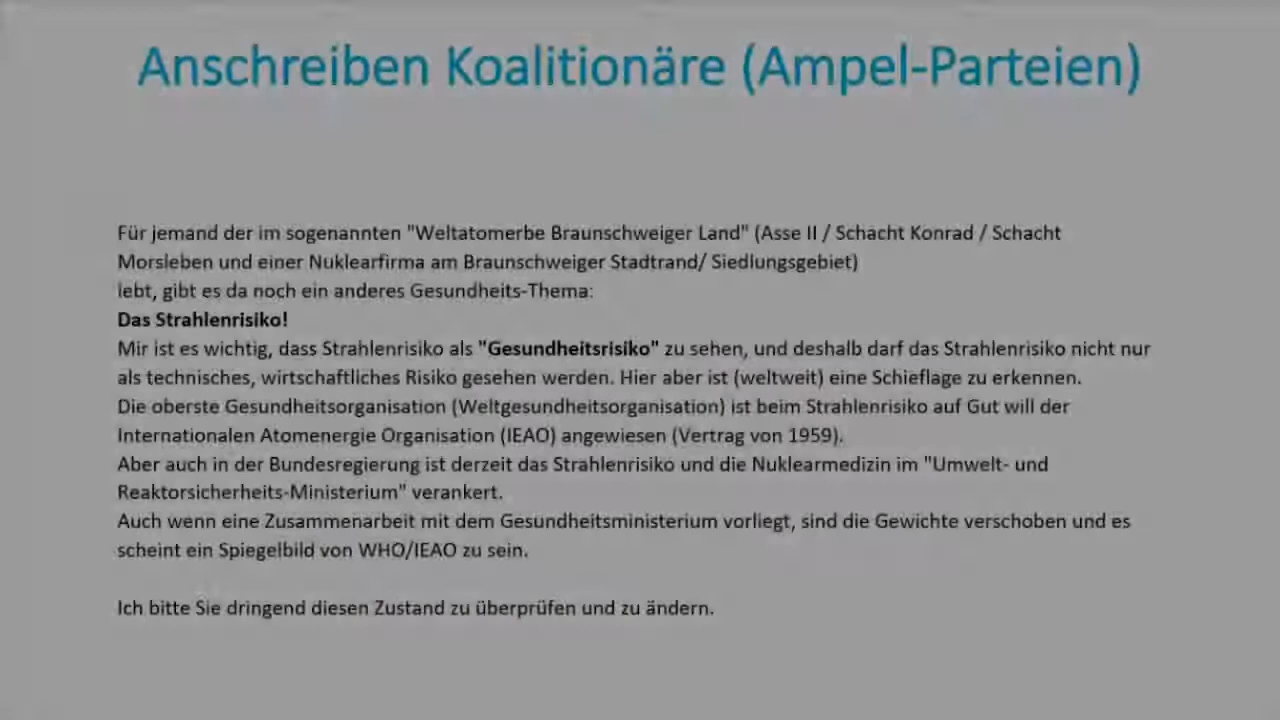 Anschreiben Koalitionäre (Ampel-Parteien)
Für jemand der im sogenannten "Weltatomerbe Braunschweiger Land" (Asse II / Schacht Konrad / Schacht
Morsleben und einer Nuklearfirma am Braunschweiger Stadtrand/ Siedlungsgebiet)
lebt, gibt es da noch ein anderes Gesundheits-Thema:
Das Strahlenrisiko!
Mir ist es wichtig, dass Strahlenrisiko als "Gesundheitsrisiko" zu sehen, und deshalb darf das Strahlenrisiko nicht nur
als technisches, wirtschaftliches Risiko gesehen werden. Hier aber ist (weltweit) eine Schieflage zu erkennen.
Die oberste Gesundheitsorganisation (Weltgesundheitsorganisation) ist beim Strahlenrisiko auf Gut will der
Internationalen Atomenergie Organisation (IEAO) angewiesen (Vertrag von 1959).
Aber auch in der Bundesregierung ist derzeit das Strahlenrisiko und die Nuklearmedizin im "Umwelt- und
Reaktorsicherheits-Ministerium" verankert.
Auch wenn eine Zusammenarbeit mit dem Gesundheitsministerium vorliegt, sind die Gewichte verschoben und es
scheint ein Spiegelbild von WHO/IEAO zu sein.
Ich bitte Sie dringend diesen Zustand zu überprüfen und zu ändern.